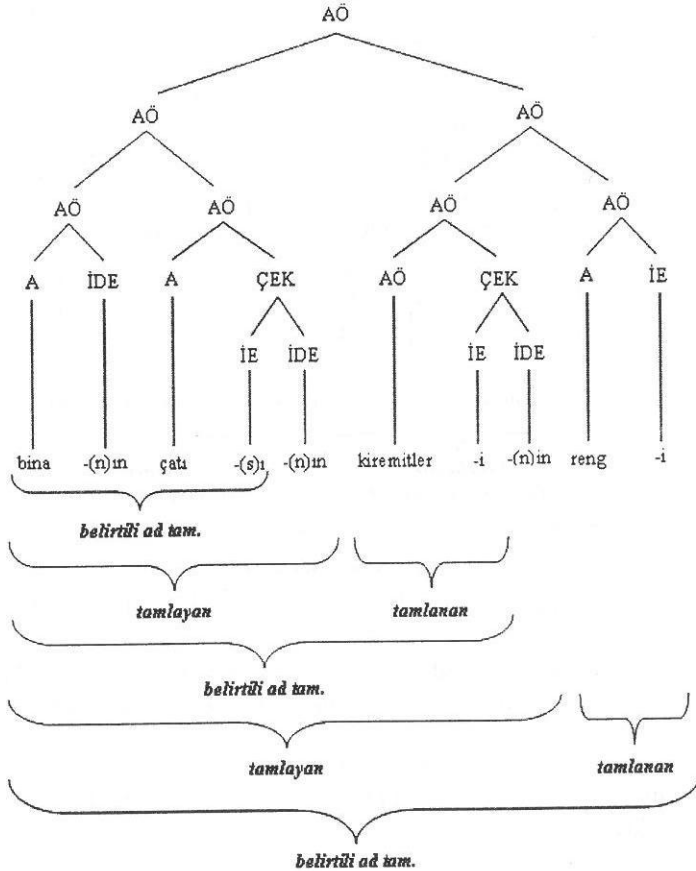 AÖ
AÖ AÖ
AÖ AÖ AÖ AÖ
A İDE A ÇEK AÖ ÇEK A İE
İE İDE İE İDE
bina -(n)ın çatı -(s)ı -(n)ın kiremitler -i -(n)in reng -i
belirtili ad tam.
tamlayan tamlanan
belirtili ad tam.
tamlayan tamlanan
belirtili ad tam.